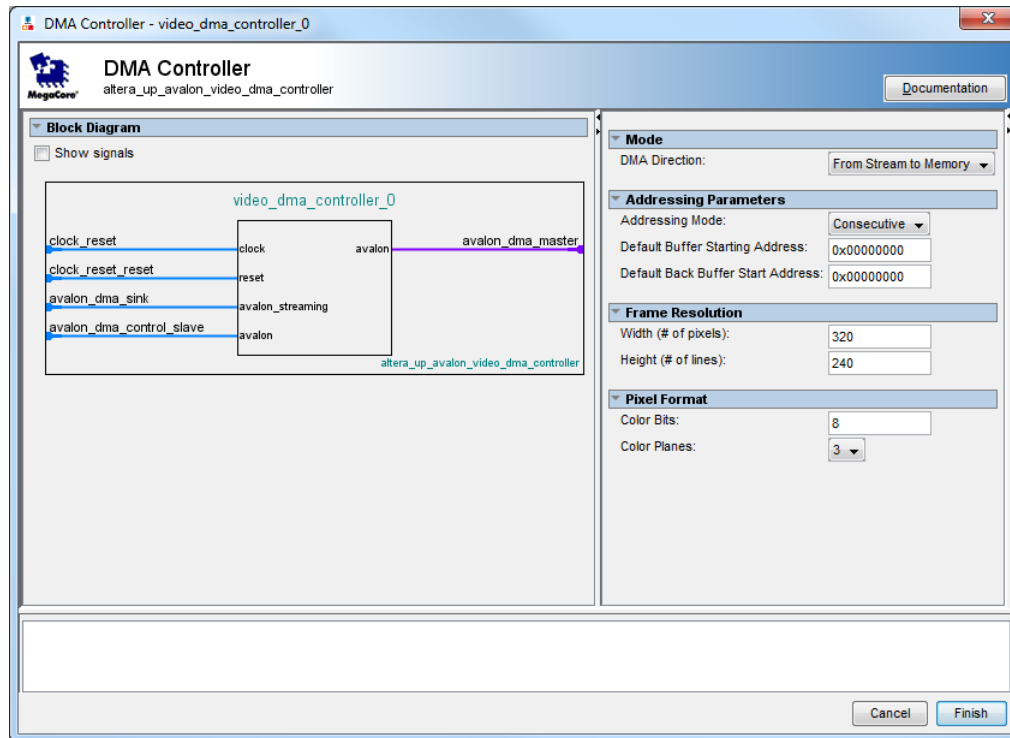 DMA Controller - video_dma_controller_0
MegaCore®
DMA Controller
altera_up_avalon_video_dma_controller
Documentation
Block Diagram
Show signals
video_dma_controller_0
clock_reset
clock
avalon
avalon_dma_master
clock_reset_reset
reset
avalon_dma_sink
avalon_streaming
avalon_dma_control_slave
avalon
altera_up_avalon_video_dma_controller
Mode
DMA Direction: From Stream to Memory
Addressing Parameters
Addressing Mode: Consecutive
Default Buffer Starting Address: 0x00000000
Default Back Buffer Start Address: 0x00000000
Frame Resolution
Width (# of pixels): 320
Height (# of lines): 240
Pixel Format
Color Bits: 8
Color Planes: 3
Cancel Finish